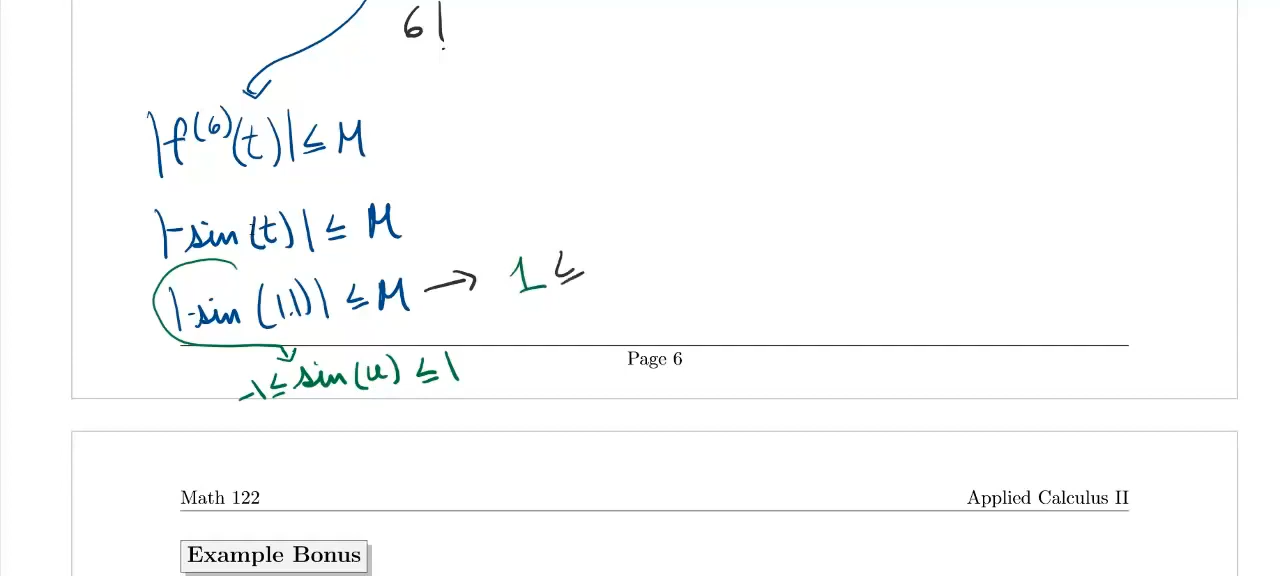 6!
|f^(6)(t)| ≤ M
|-sin(t)| ≤ M
|-sin(1.1)| ≤ M → 1 ≤
-1 ≤ sin(u) ≤ 1
Page 6
Math 122 Applied Calculus II
Example Bonus